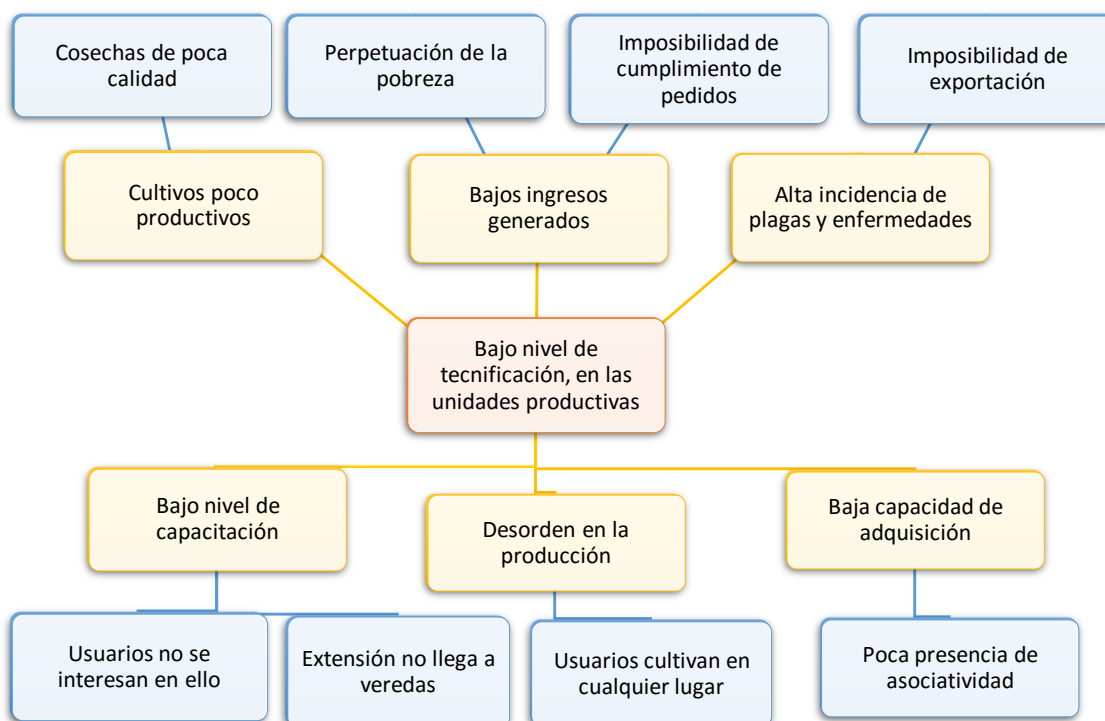 Cosechas de poca
calidad
Perpetuación de la
pobreza
Imposibilidad de
cumplimiento de
pedidos
Imposibilidad de
exportación
Cultivos poco
productivos
Bajos ingresos
generados
Alta incidencia de
plagas y enfermedades
Bajo nivel de
tecnificación, en las
unidades productivas
Bajo nivel de
capacitación
Desorden en la
producción
Baja capacidad de
adquisición
Usuarios no se
interesan en ello
Extensión no llega a
veredas
Usuarios cultivan en
cualquier lugar
Poca presencia de
asociatividad